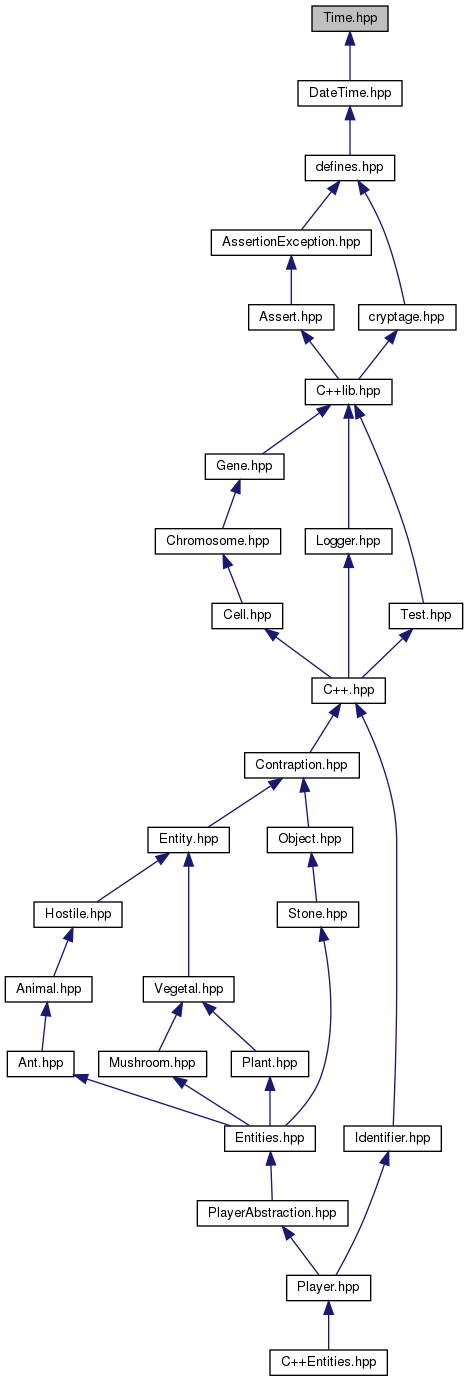 Time.hpp
DateTime.hpp
defines.hpp
AssertionException.hpp
Assert.hpp
cryptage.hpp
C++lib.hpp
Gene.hpp
Chromosome.hpp
Logger.hpp
Cell.hpp
Test.hpp
C++.hpp
Contraption.hpp
Entity.hpp
Object.hpp
Hostile.hpp
Stone.hpp
Animal.hpp
Vegetal.hpp
Ant.hpp
Mushroom.hpp
Plant.hpp
Entities.hpp
Identifier.hpp
PlayerAbstraction.hpp
Player.hpp
C++Entities.hpp